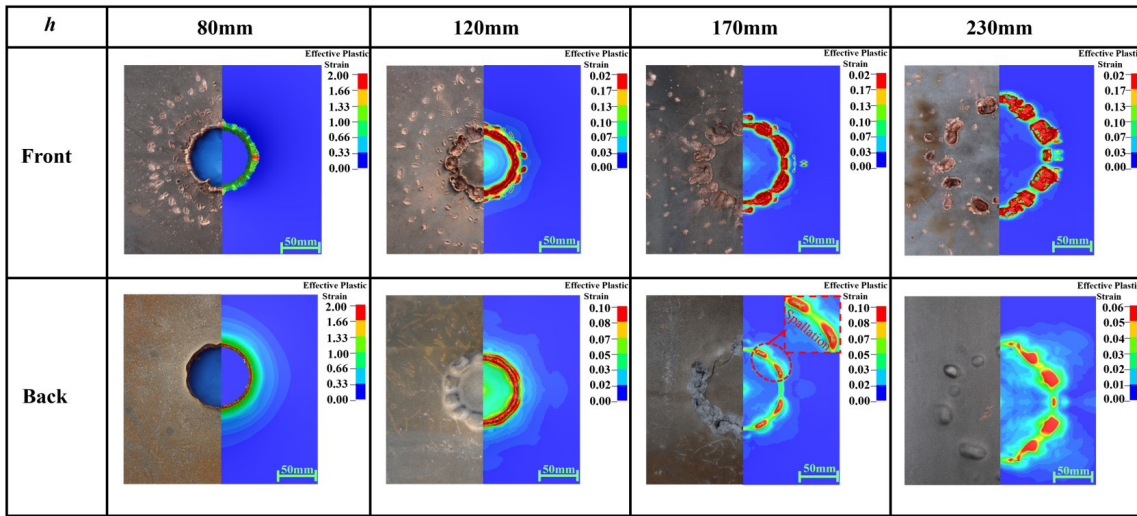 h 80mm 120mm 170mm 230mm
Front
Effective Plastic
Strain
2.00
1.66
1.33
1.00
0.66
0.33
0.00
50mm
Effective Plastic
Strain
0.02
0.17
0.13
0.10
0.07
0.03
0.00
50mm
Effective Plastic
Strain
0.02
0.17
0.13
0.10
0.07
0.03
0.00
50mm
Effective Plastic
Strain
0.02
0.17
0.13
0.10
0.07
0.03
0.00
50mm
Back
Effective Plastic
Strain
2.00
1.66
1.33
1.00
0.66
0.33
0.00
50mm
Effective Plastic
Strain
0.10
0.08
0.07
0.05
0.03
0.02
0.00
50mm
Effective Plastic
Strain
0.10
0.08
0.07
0.05
0.03
0.02
0.00
Spallation
50mm
Effective Plastic
Strain
0.06
0.05
0.04
0.03
0.02
0.01
0.00
50mm